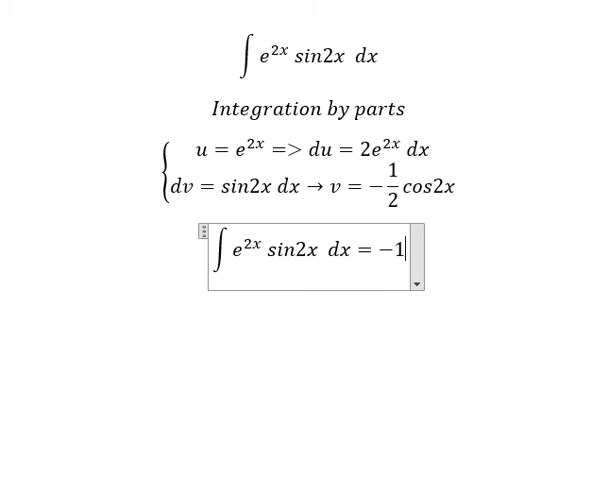 ∫ e^{2x} sin2x dx
Integration by parts
{ u = e^{2x} => du = 2e^{2x} dx
dv = sin2x dx → v = −\frac{1}{2}cos2x
∫ e^{2x} sin2x dx = −1